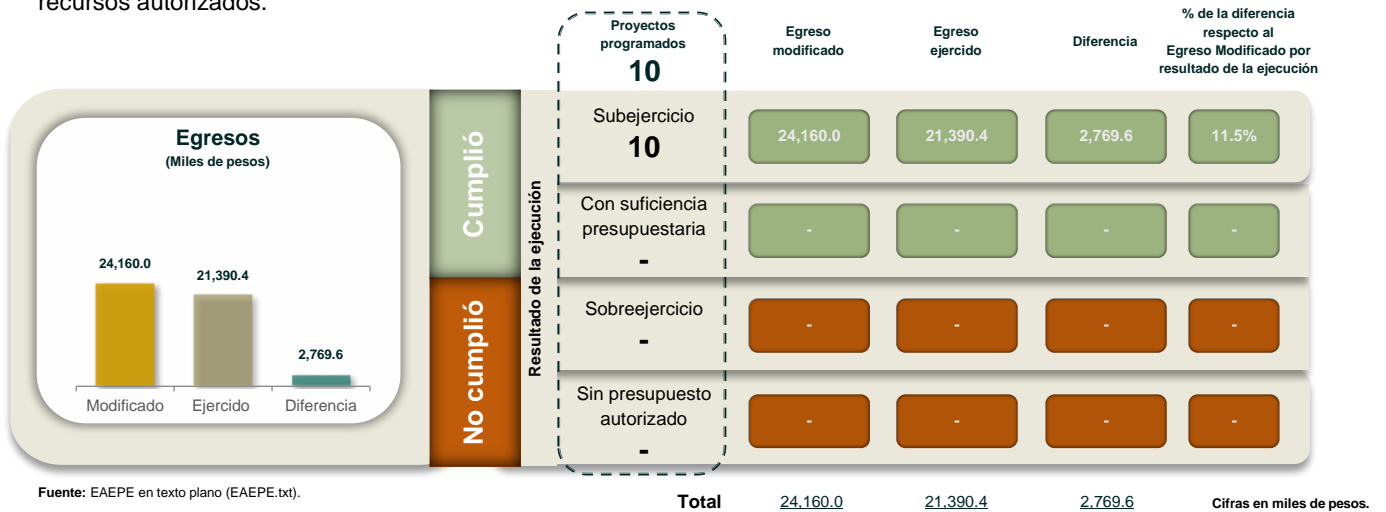 recursos autorizados.
Proyectos
programados
10
Egreso
modificado
Egreso
ejercido
Diferencia
% de la diferencia
respecto al
Egreso Modificado por
resultado de la ejecución
Egresos
(Miles de pesos)
24,160.0
21,390.4
2,769.6
Modificado
Ejercido
Diferencia
Cumplió
No cumplió
Resultado de la ejecución
Subejercicio
10
24,160.0
21,390.4
2,769.6
11.5%
Con suficiencia
presupuestaria
-
-
-
-
-
Sobreejercicio
-
-
-
-
-
Sin presupuesto
autorizado
-
-
-
-
-
Fuente: EAEPE en texto plano (EAEPE.txt).
Total
24,160.0
21,390.4
2,769.6
Cifras en miles de pesos.